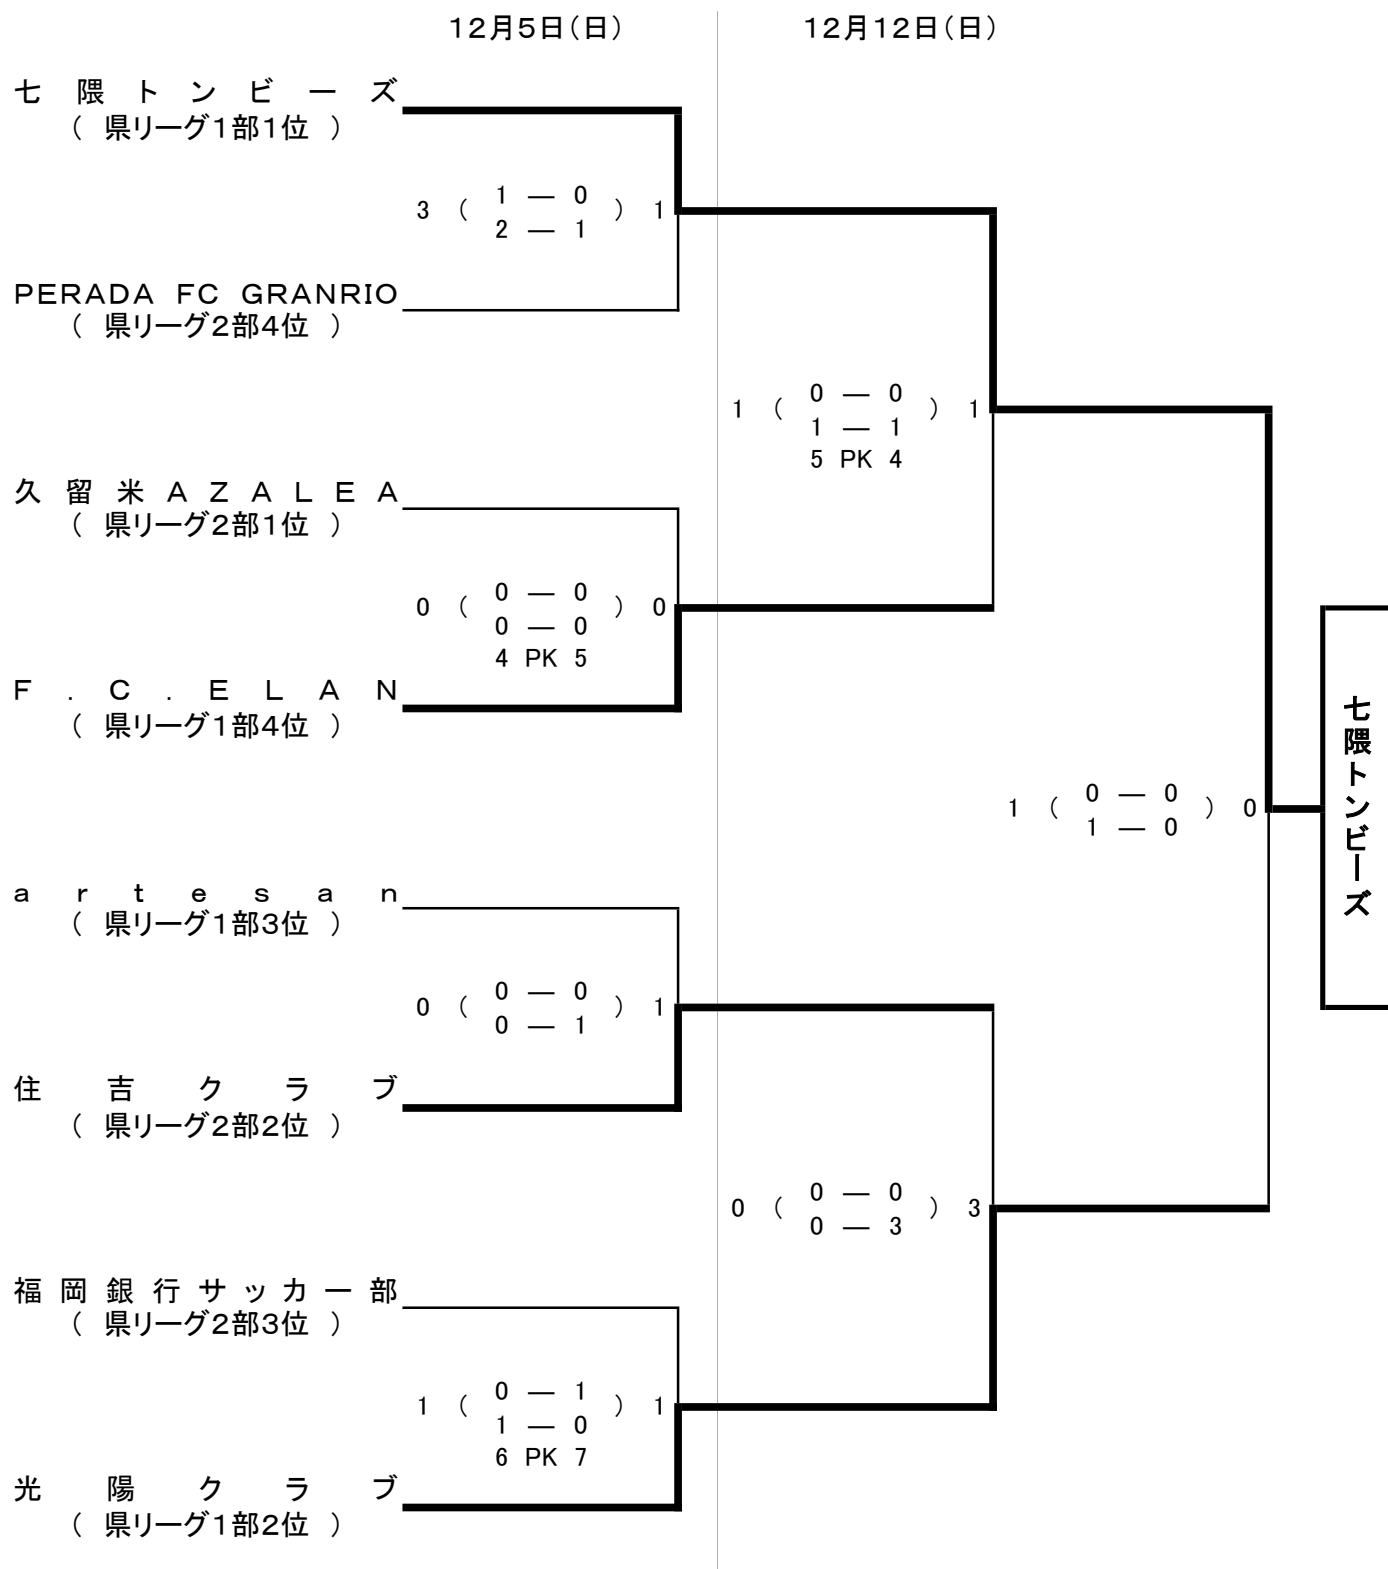 12月5日(日) 12月12日(日)
七隈トンビーズ
( 県リーグ1部1位 )
3 ( 1 ― 0 ) 1
2 ― 1
PERADA FC GRANRIO
( 県リーグ2部4位 )
1 ( 0 ― 0 ) 1
1 ― 1
5 PK 4
久留米AZALEA
( 県リーグ2部1位 )
0 ( 0 ― 0 ) 0
0 ― 0
4 PK 5
F.C.ELAN
( 県リーグ1部4位 )
七隈トンビーズ
1 ( 0 ― 0 ) 0
1 ― 0
artesan
( 県リーグ1部3位 )
0 ( 0 ― 0 ) 1
0 ― 1
住吉クラブ
( 県リーグ2部2位 )
0 ( 0 ― 0 ) 3
0 ― 3
福岡銀行サッカー部
( 県リーグ2部3位 )
1 ( 0 ― 1 ) 1
1 ― 0
6 PK 7
光陽クラブ
( 県リーグ1部2位 )